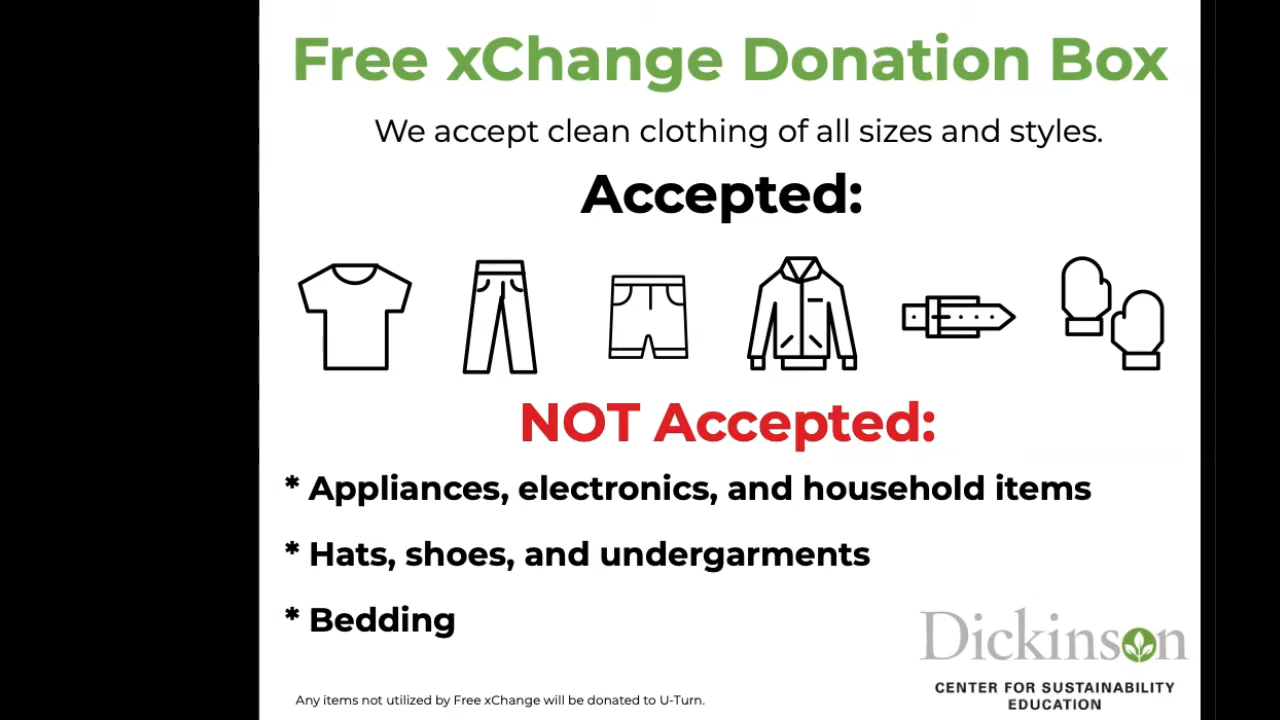 Free xChange Donation Box
We accept clean clothing of all sizes and styles.
Accepted:
NOT Accepted:
* Appliances, electronics, and household items
* Hats, shoes, and undergarments
* Bedding
Dickinson
CENTER FOR SUSTAINABILITY
EDUCATION
Any items not utilized by Free xChange will be donated to U-Turn.